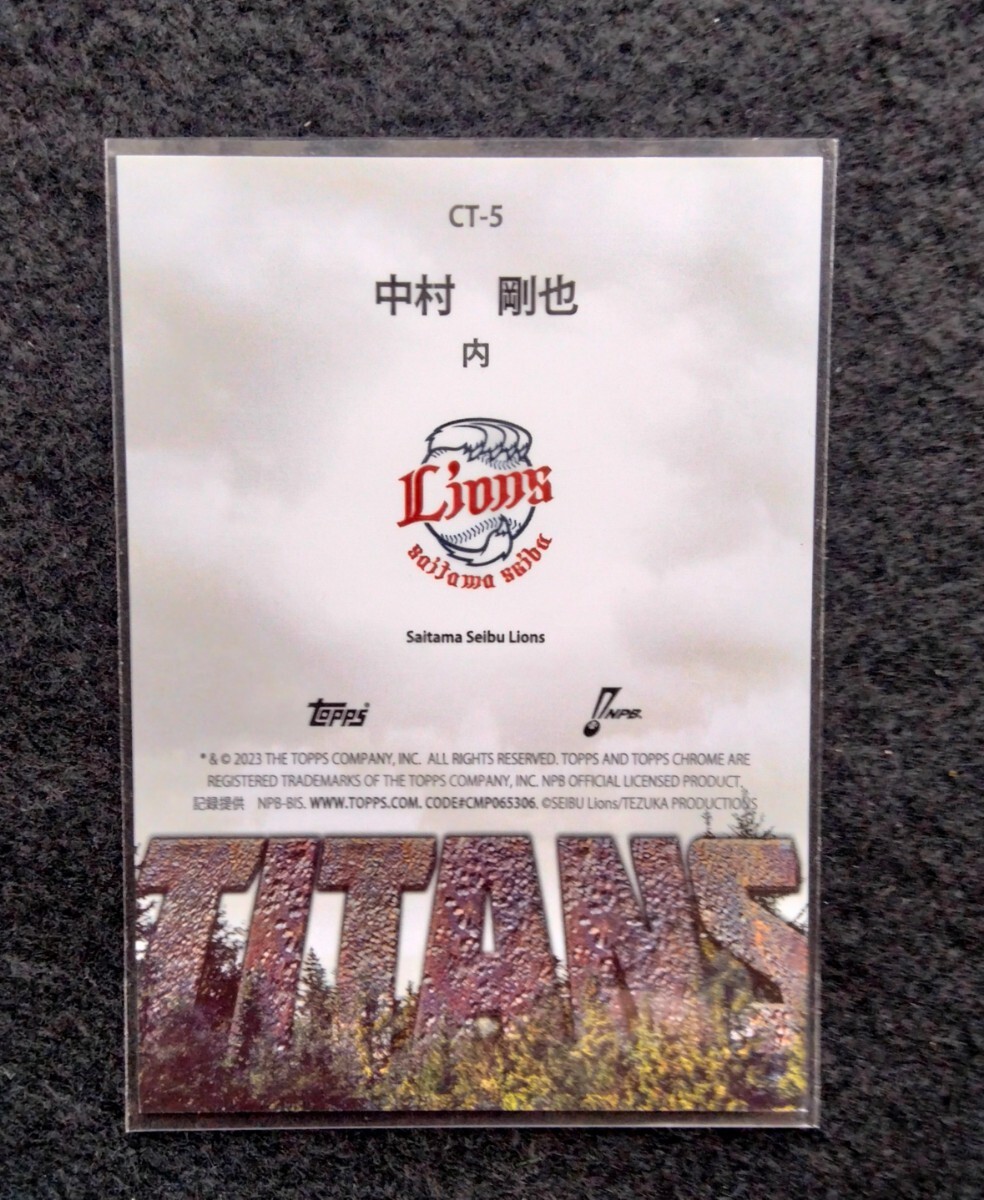 CT-5
中村 剛也
内
Lions
saitama seibu
Saitama Seibu Lions
Topps® NPB.
* & © 2023 THE TOPPS COMPANY, INC. ALL RIGHTS RESERVED. TOPPS AND TOPPS CHROME ARE
REGISTERED TRADEMARKS OF THE TOPPS COMPANY, INC. NPB OFFICIAL LICENSED PRODUCT.
記録提供 NPB-BIS. WWW.TOPPS.COM. CODE#CMP065306. ©SEIBU Lions/TEZUKA PRODUCTIONS
TITANS